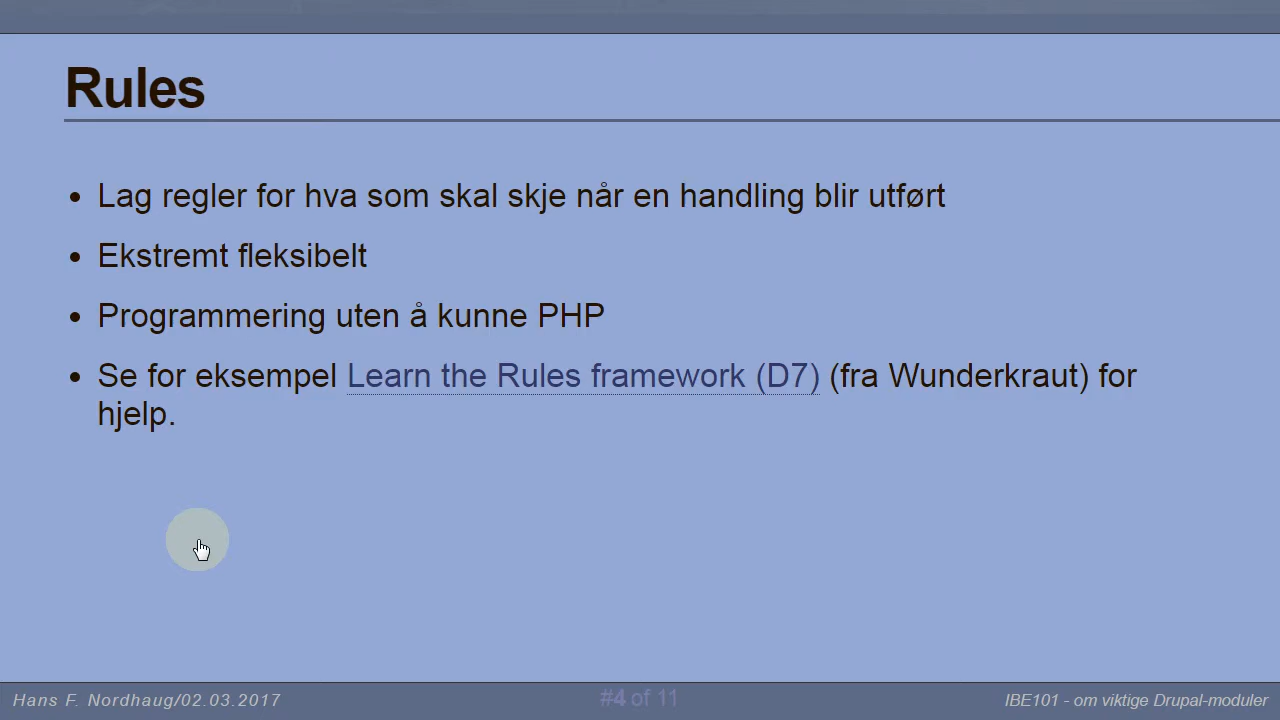 Rules
Lag regler for hva som skal skje når en handling blir utført
Ekstremt fleksibelt
Programmering uten å kunne PHP
Se for eksempel Learn the Rules framework (D7) (fra Wunderkraut) for
hjelp.
Hans F. Nordhaug/02.03.2017
#4 of 11
IBE101 - om viktige Drupal-moduler